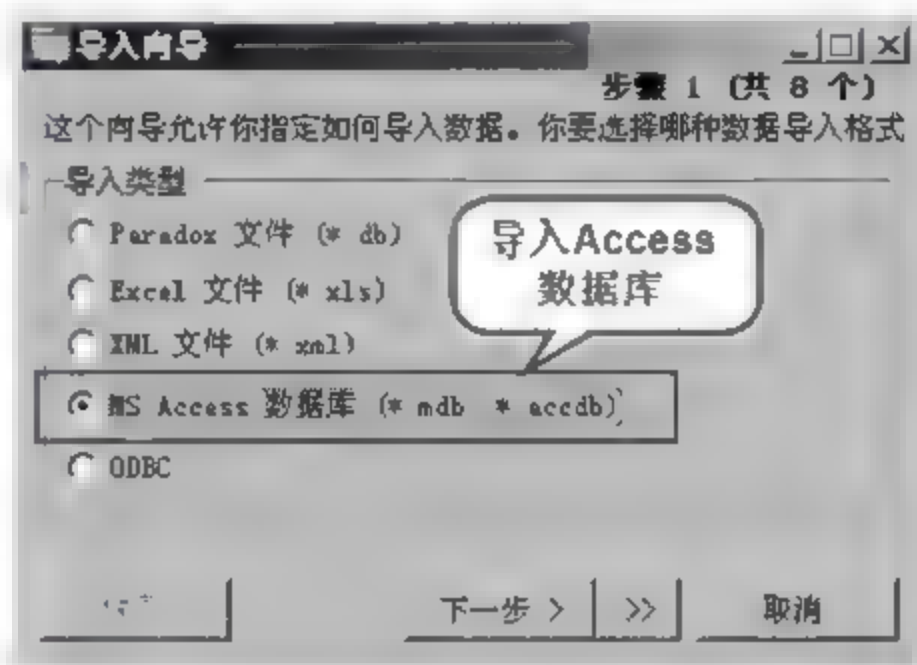 导入向导
步骤 1 (共 8 个)
这个向导允许你指定如何导入数据。你要选择哪种数据导入格式
导入类型
Paradox 文件 (* db)
导入Access
数据库
Excel 文件 (* xls)
XML 文件 (* xml)
MS Access 数据库 (* mdb * accdb)
ODBC
下一步 > >> 取消